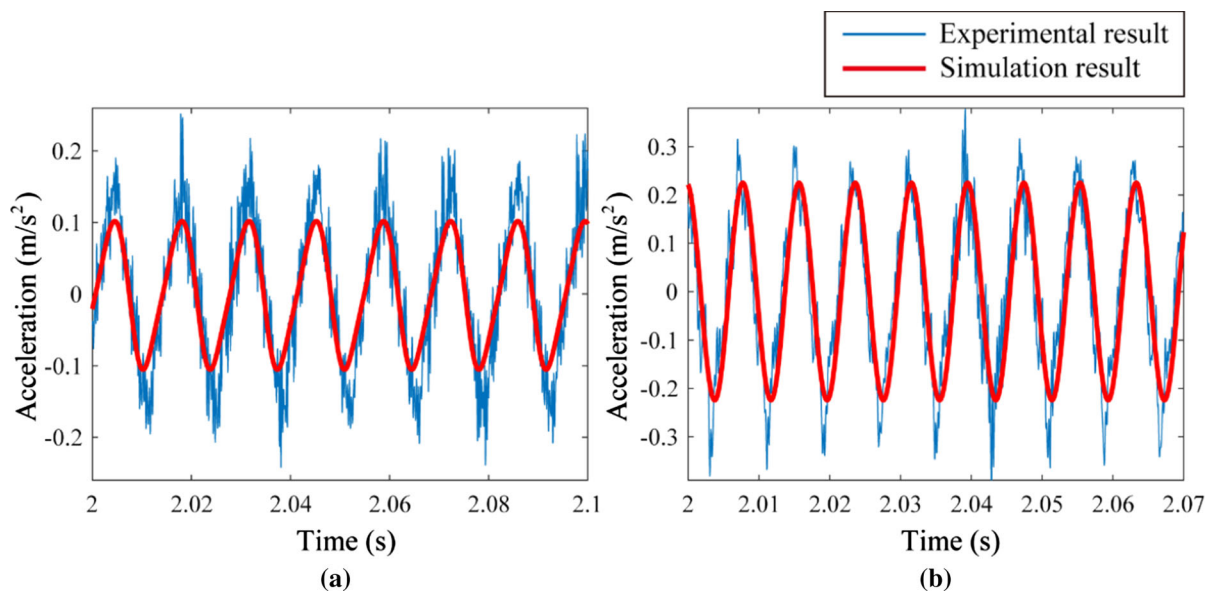 Experimental result
Simulation result
Acceleration (m/s²)
0.2
0.1
0
-0.1
-0.2
2 2.02 2.04 2.06 2.08 2.1
Time (s)
(a)
Acceleration (m/s²)
0.3
0.2
0.1
0
-0.1
-0.2
-0.3
2 2.01 2.02 2.03 2.04 2.05 2.06 2.07
Time (s)
(b)